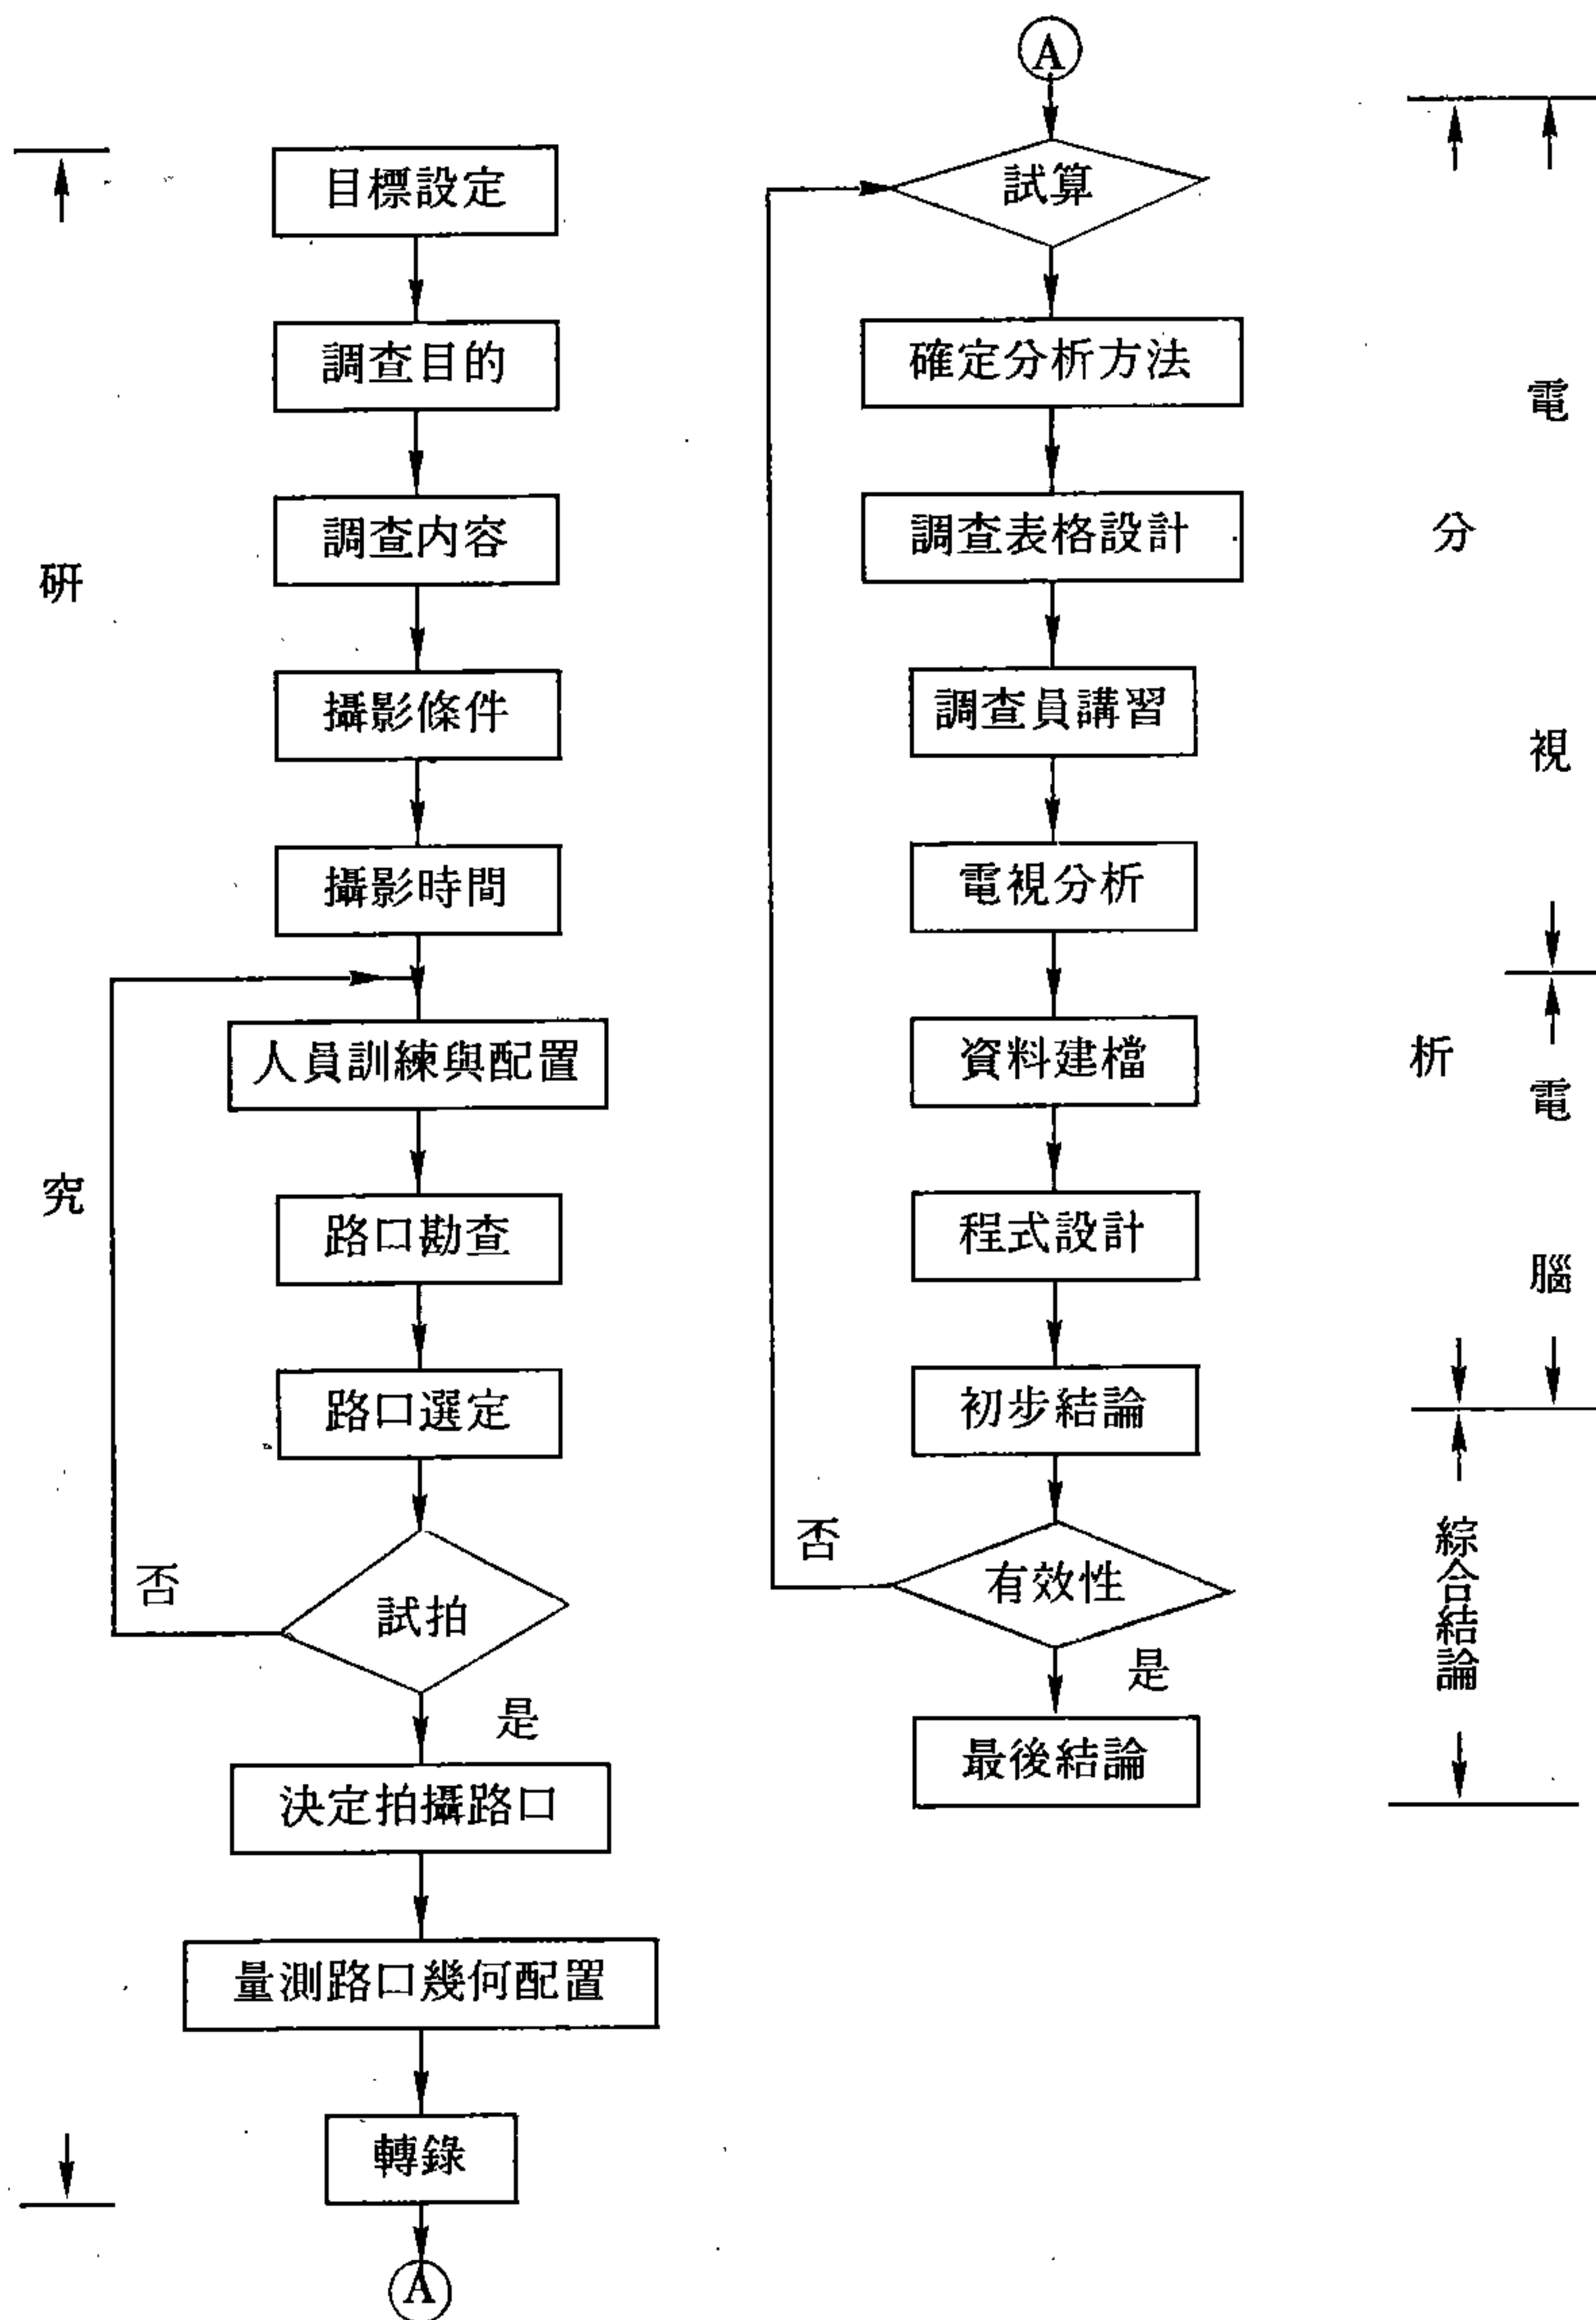 研
究
目標設定
調查目的
調查内容
攝影條件
攝影時間
人員訓練與配置
路口勘查
路口選定
試拍
否
是
決定拍攝路口
量測路口幾何配置
轉錄
A
A
試算
確定分析方法
調查表格設計
調查員講習
電視分析
資料建檔
程式設計
初步結論
有效性
否
是
最後結論
分
析
電
視
電
腦
綜合結論